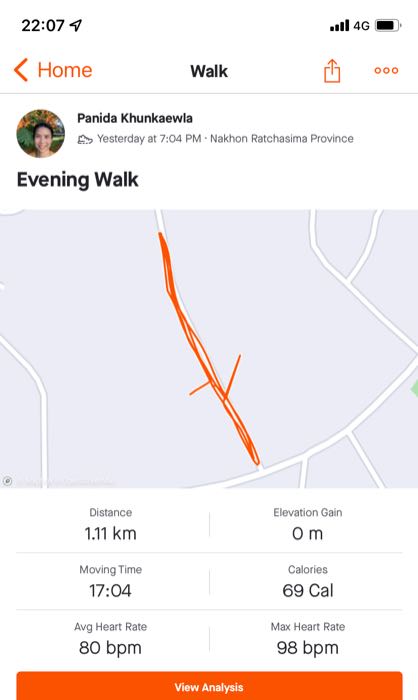 22:07
4G
Home
Walk
Panida Khunkaewla
Yesterday at 7:04 PM · Nakhon Ratchasima Province
Evening Walk
Distance
Elevation Gain
1.11 km
0 m
Moving Time
Calories
17:04
69 Cal
Avg Heart Rate
Max Heart Rate
80 bpm
98 bpm
View Analysis